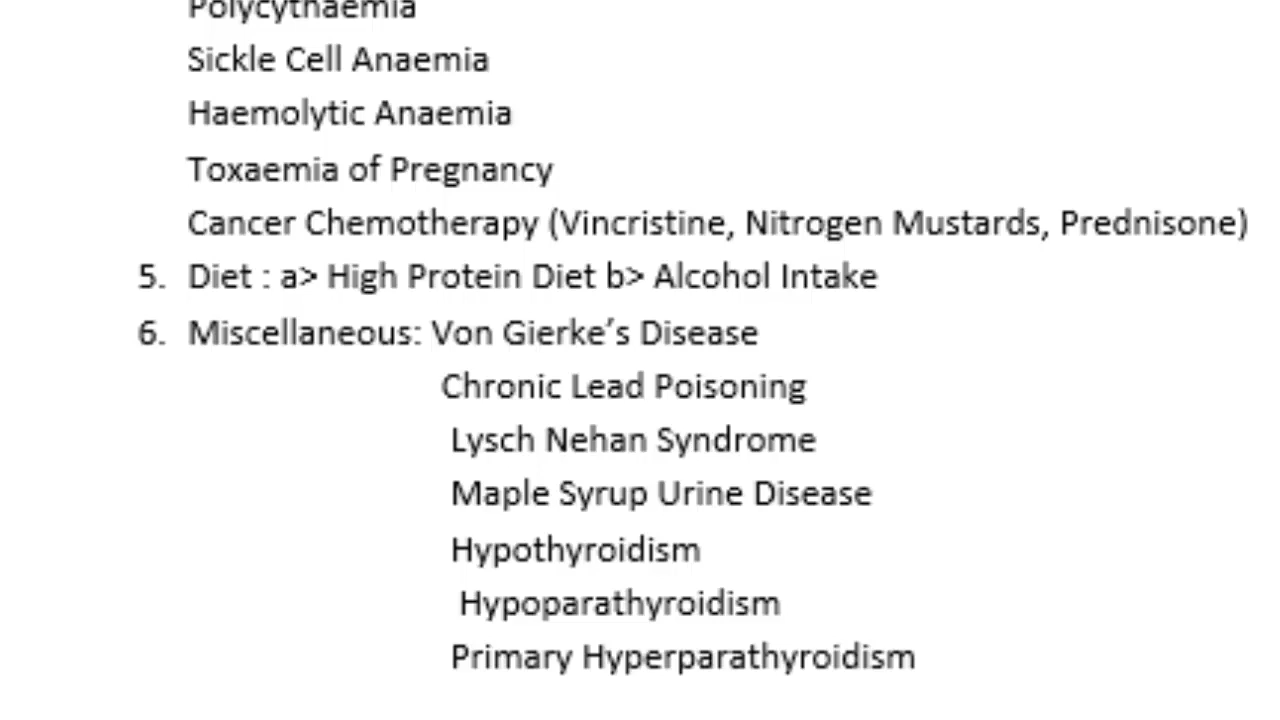 Polycythaemia
Sickle Cell Anaemia
Haemolytic Anaemia
Toxaemia of Pregnancy
Cancer Chemotherapy (Vincristine, Nitrogen Mustards, Prednisone)
5. Diet : a> High Protein Diet b> Alcohol Intake
6. Miscellaneous: Von Gierke’s Disease
Chronic Lead Poisoning
Lysch Nehan Syndrome
Maple Syrup Urine Disease
Hypothyroidism
Hypoparathyroidism
Primary Hyperparathyroidism